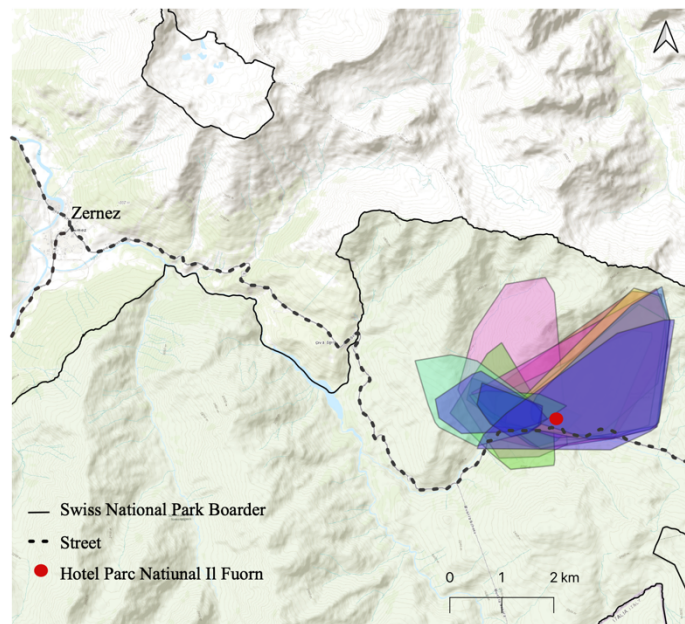 Zernez
Swiss National Park Boarder
Street
Hotel Parc Natiunal Il Fuorn
0 1 2 km